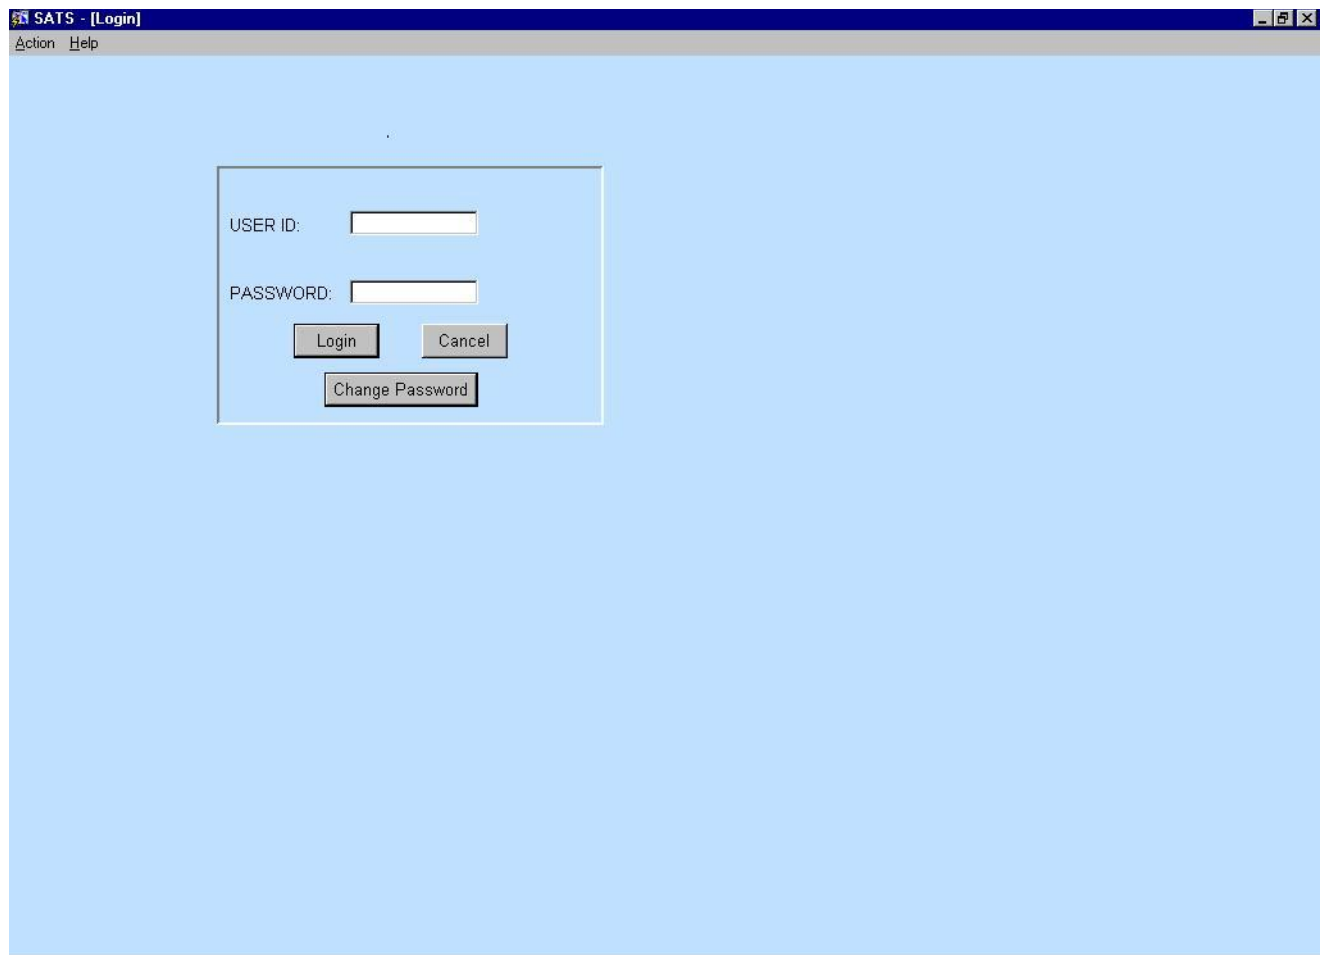 SATS - [Login]
Action Help
USER ID:
PASSWORD:
Login Cancel
Change Password